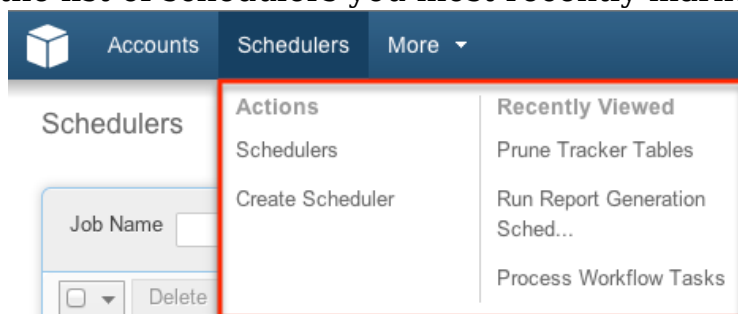 Accounts Schedulers More
Schedulers
Actions
Schedulers
Create Scheduler
Recently Viewed
Prune Tracker Tables
Run Report Generation
Sched...
Process Workflow Tasks
Job Name
Delete